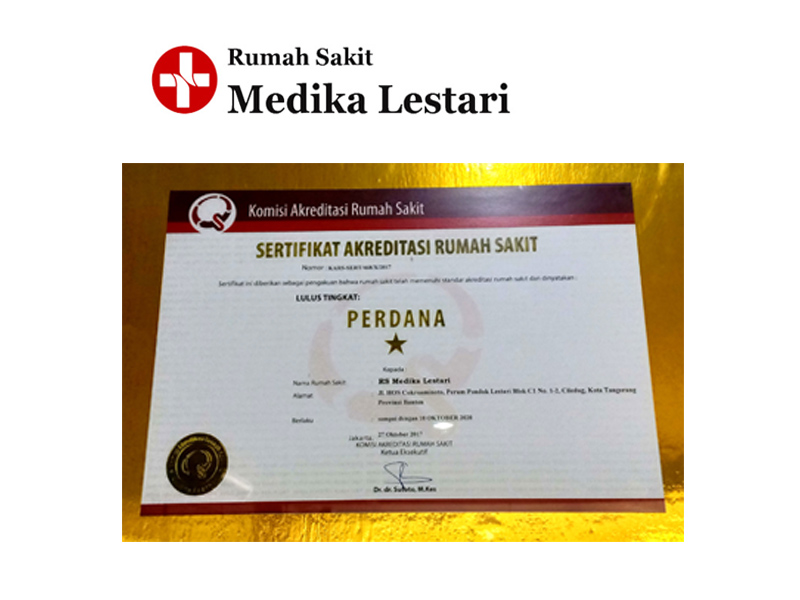 Rumah Sakit
Medika Lestari
Komisi Akreditasi Rumah Sakit
SERTIFIKAT AKREDITASI RUMAH SAKIT
Nomor :
Sertifikat ini diberikan sebagai pengakuan bahwa rumah sakit telah memenuhi standar akreditasi rumah sakit dan dinyatakan :
LULUS TINGKAT:
PERDANA
Kepada
Nama Rumah Sakit : RS Medika Lestari
Alamat : Jl. HOS Cokroaminoto, Perum Pondok Lestari Blok C1 No. 1-2, Ciledug, Kota Tangerang
Provinsi Banten
Berlaku : sampai dengan 10 OKTOBER 2020
Jakarta, 27 Oktober 2017
KOMISI AKREDITASI RUMAH SAKIT
Ketua Eksekutif
Dr. dr. Sutoto, M.Kes